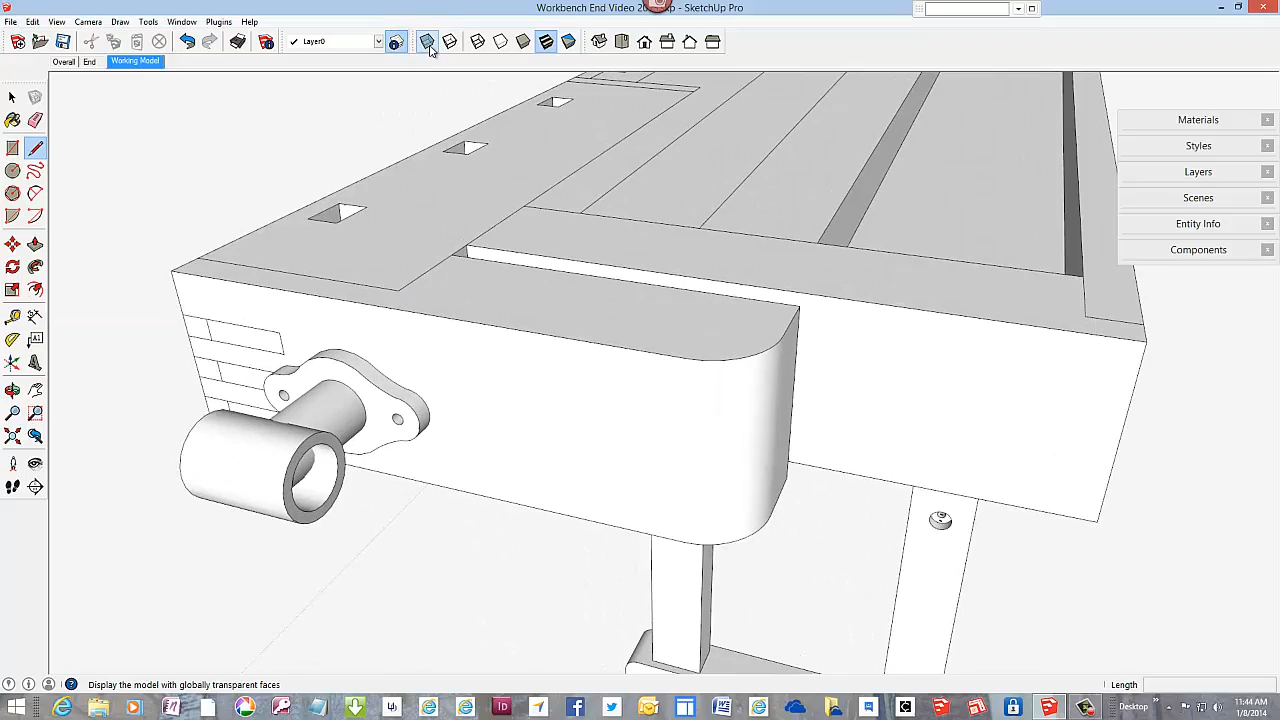 Workbench End Video 20
p - SketchUp Pro
File Edit View Camera Draw Tools Window Plugins Help
Layer0
Overall End Working Model
Materials
Styles
Layers
Scenes
Entity Info
Components
Display the model with globally transparent faces
Length
Desktop
11:44 AM
1/8/2014